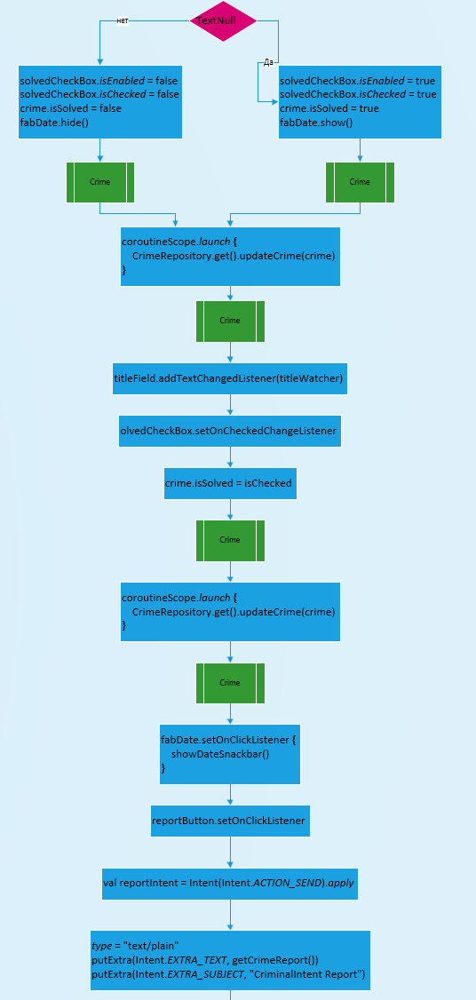 TextNull
нет
Да
solvedCheckBox.isEnabled = false
solvedCheckBox.isChecked = false
crime.isSolved = false
fabDate.hide()
solvedCheckBox.isEnabled = true
solvedCheckBox.isChecked = true
crime.isSolved = true
fabDate.show()
Crime
Crime
coroutineScope.launch {
CrimeRepository.get().updateCrime(crime)
}
Crime
titleField.addTextChangedListener(titleWatcher)
olvedCheckBox.setOnCheckedChangeListener
crime.isSolved = isChecked
Crime
coroutineScope.launch {
CrimeRepository.get().updateCrime(crime)
}
Crime
fabDate.setOnClickListener {
showDateSnackbar()
}
reportButton.setOnClickListener
val reportIntent = Intent(Intent.ACTION_SEND).apply
type = "text/plain"
putExtra(Intent.EXTRA_TEXT, getCrimeReport())
putExtra(Intent.EXTRA_SUBJECT, "CriminalIntent Report")